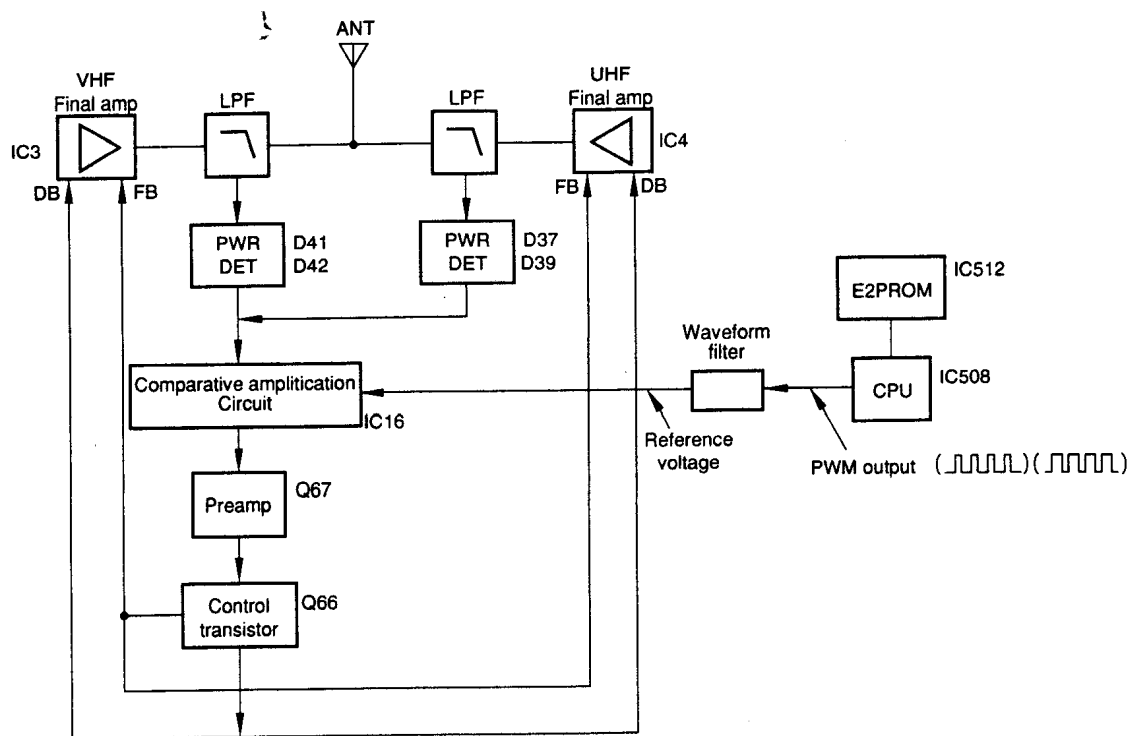 ANT
VHF
Final amp
LPF
LPF
UHF
Final amp
IC3
IC4
DB
FB
FB
DB
PWR
DET
D41
D42
PWR
DET
D37
D39
E2PROM
IC512
Waveform
filter
Comparative amplitication
Circuit
IC16
CPU
IC508
Reference
voltage
PWM output
Preamp
Q67
Control
transistor
Q66